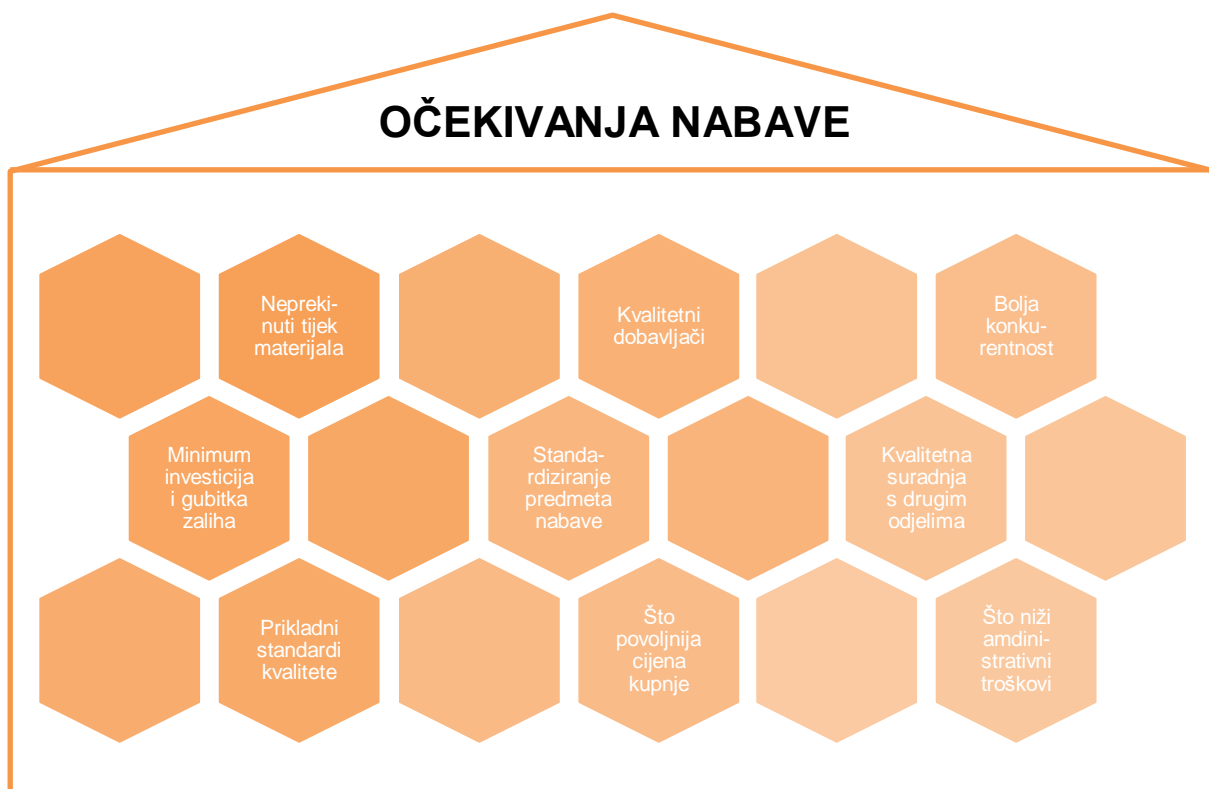 OČEKIVANJA NABAVE
Nepreki-
nuti tijek
materijala
Kvalitetni
dobavljači
Bolja
konku-
rentnost
Minimum
investicija
i gubitka
zaliha
Standa-
rdiziranje
predmeta
nabave
Kvalitetna
suradnja
s drugim
odjelima
Prikladni
standardi
kvalitete
Što
povoljnija
cijena
kupnje
Što niži
amdini-
strativni
troškovi